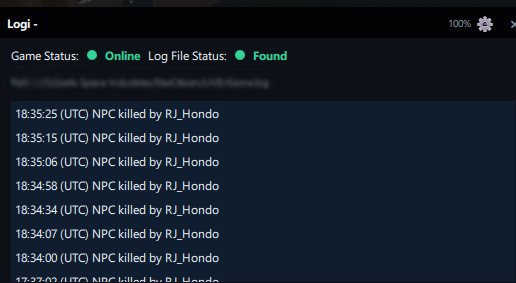 Logi -
100%
Game Status: Online Log File Status: Found
18:35:25 (UTC) NPC killed by RJ_Hondo
18:35:15 (UTC) NPC killed by RJ_Hondo
18:35:06 (UTC) NPC killed by RJ_Hondo
18:34:58 (UTC) NPC killed by RJ_Hondo
18:34:34 (UTC) NPC killed by RJ_Hondo
18:34:07 (UTC) NPC killed by RJ_Hondo
18:34:00 (UTC) NPC killed by RJ_Hondo
17:37:02 (UTC) NPC killed by RJ_Hondo